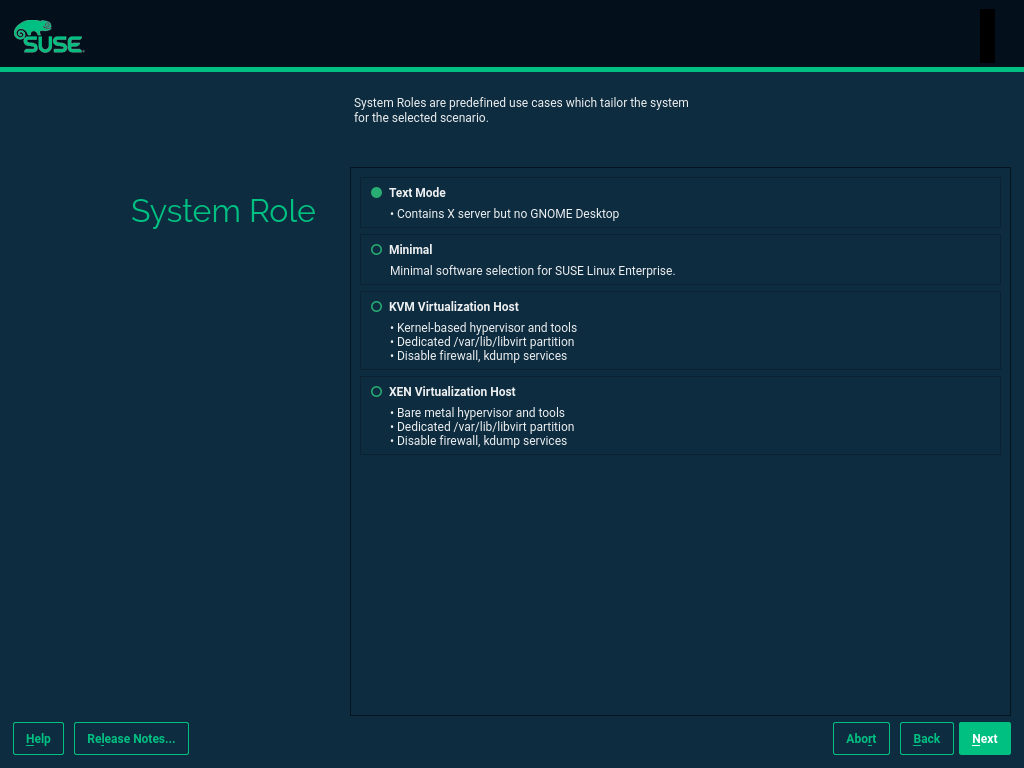 SUSE
System Roles are predefined use cases which tailor the system
for the selected scenario.
System Role
Text Mode
• Contains X server but no GNOME Desktop
Minimal
Minimal software selection for SUSE Linux Enterprise.
KVM Virtualization Host
• Kernel-based hypervisor and tools
• Dedicated /var/lib/libvirt partition
• Disable firewall, kdump services
XEN Virtualization Host
• Bare metal hypervisor and tools
• Dedicated /var/lib/libvirt partition
• Disable firewall, kdump services
Help
Release Notes...
Abort
Back
Next